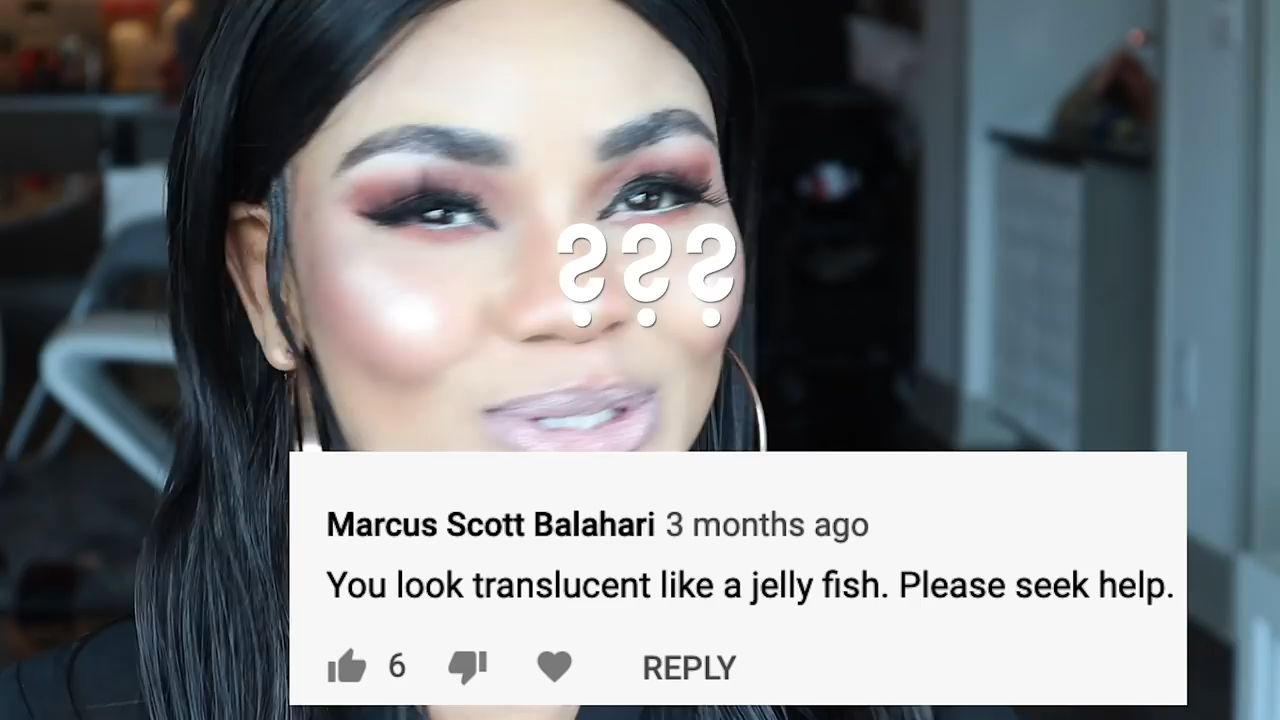 ???
Marcus Scott Balahari 3 months ago
You look translucent like a jelly fish. Please seek help.
6 REPLY